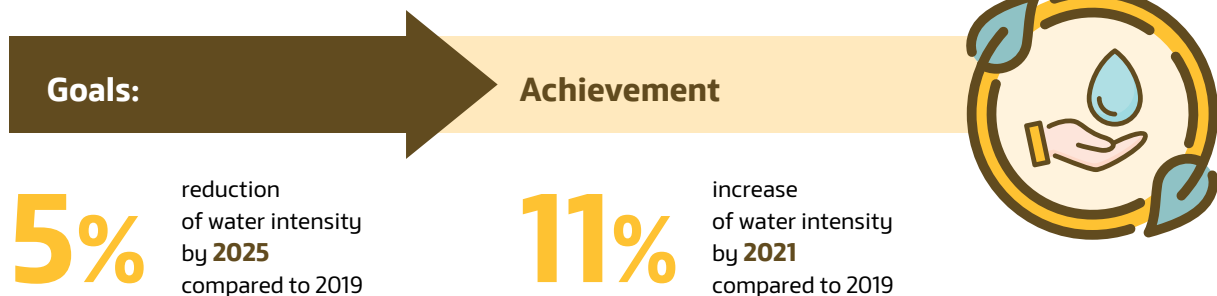 Goals:
Achievement
5%
reduction
of water intensity
by 2025
compared to 2019
11%
increase
of water intensity
by 2021
compared to 2019